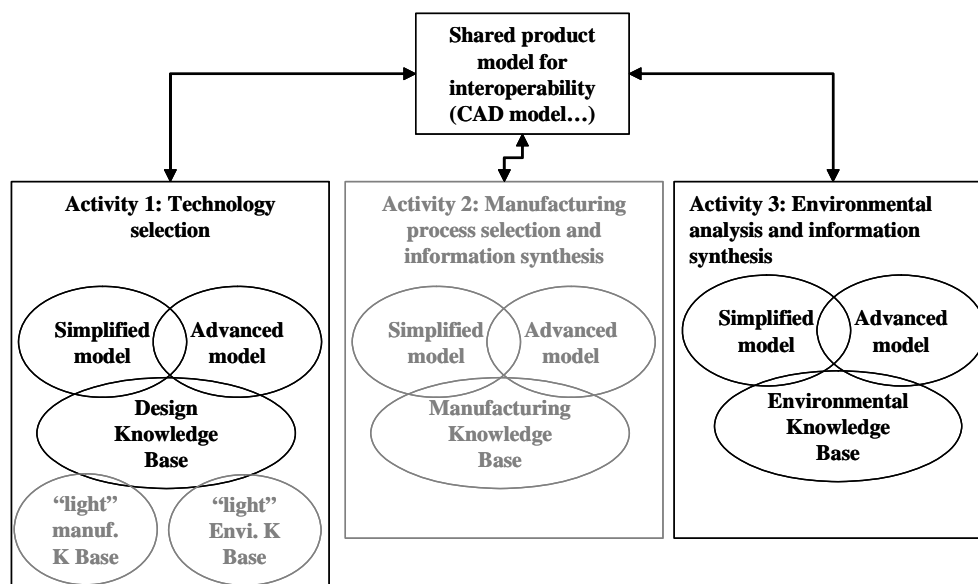 Shared product
model for
interoperability
(CAD model…)
Activity 1: Technology
selection
Simplified
model
Advanced
model
Design
Knowledge
Base
“light”
manuf.
K Base
“light”
Envi. K
Base
Activity 2: Manufacturing
process selection and
information synthesis
Simplified
model
Advanced
model
Manufacturing
Knowledge
Base
Activity 3: Environmental
analysis and information
synthesis
Simplified
model
Advanced
model
Environmental
Knowledge
Base